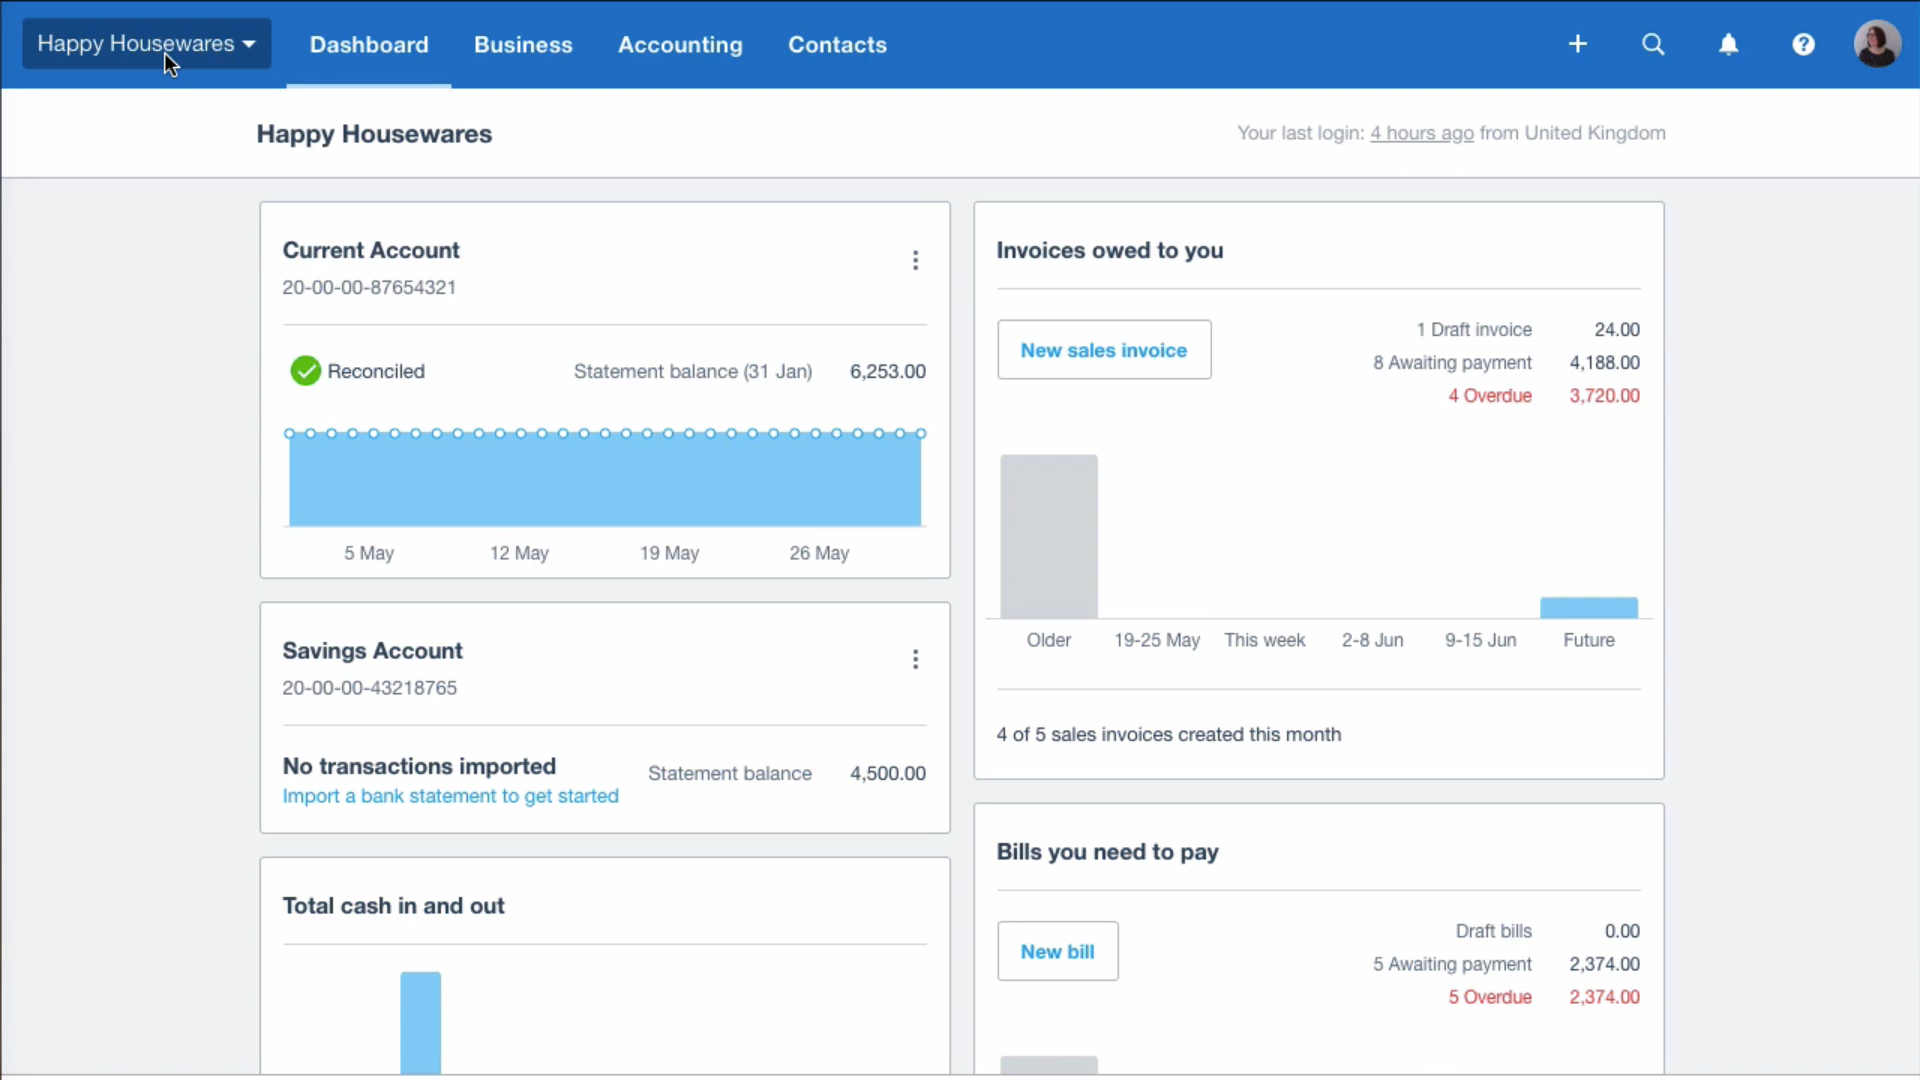 Happy Housewares
Dashboard
Business
Accounting
Contacts
Happy Housewares
Your last login: 4 hours ago from United Kingdom
Current Account
20-00-00-87654321
Reconciled
Statement balance (31 Jan) 6,253.00
5 May 12 May 19 May 26 May
Savings Account
20-00-00-43218765
No transactions imported
Import a bank statement to get started
Statement balance 4,500.00
Total cash in and out
Invoices owed to you
New sales invoice
1 Draft invoice 24.00
8 Awaiting payment 4,188.00
4 Overdue 3,720.00
Older 19-25 May This week 2-8 Jun 9-15 Jun Future
4 of 5 sales invoices created this month
Bills you need to pay
New bill
Draft bills 0.00
5 Awaiting payment 2,374.00
5 Overdue 2,374.00